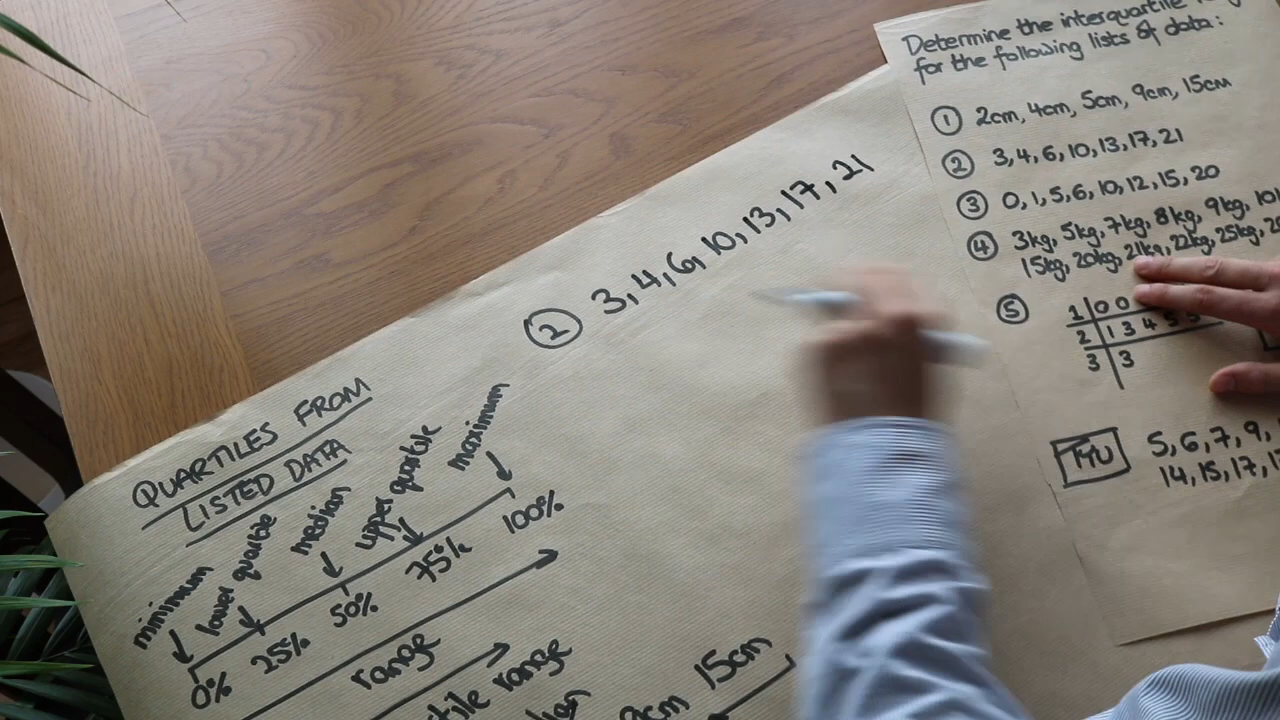 QUARTILES FROM
LISTED DATA
minimum
lower quartile
median
upper quartile
maximum
0%
25%
50%
75%
100%
range
range
15cm
② 3, 4, 6, 10, 13, 17, 21
Determine the interquartile
for the following lists of data:
① 2cm, 4cm, 5cm, 9cm, 15cm
② 3, 4, 6, 10, 13, 17, 21
③ 0, 1, 5, 6, 10, 12, 15, 20
④ 3kg, 5kg, 7kg, 8kg, 9kg,
15kg, 20kg, 21kg, 22kg, 25kg,
⑤
1 | 0 0
2 | 1 3 4 5 5
3 | 3
TYU
5, 6, 7, 9,
14, 15, 17,